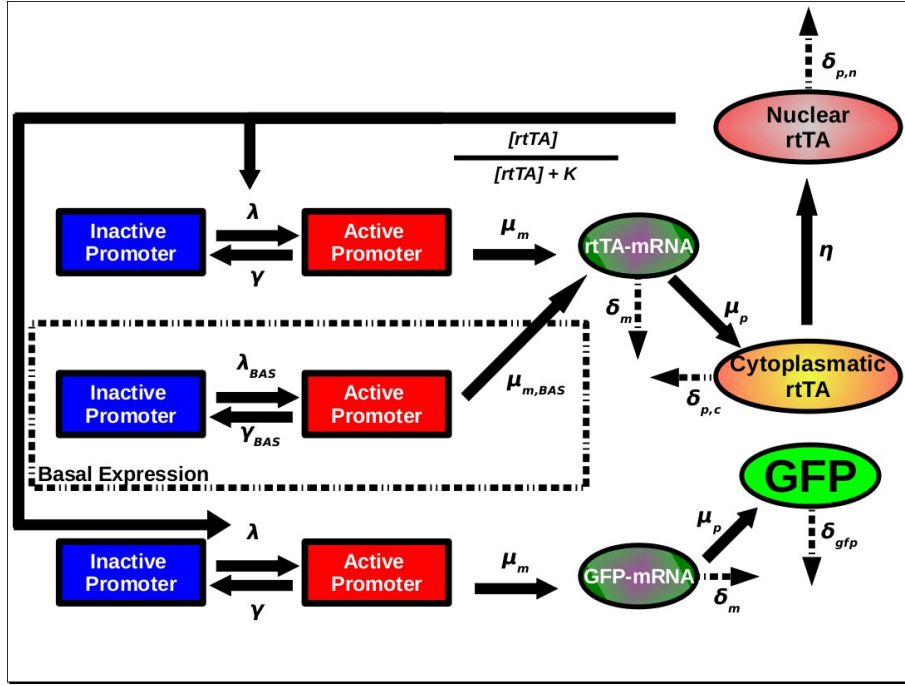 δp,n
Nuclear
rtTA
[rtTA]
[rtTA] + K
Inactive
Promoter
λ
γ
Active
Promoter
μm
rtTA-mRNA
η
δm
μp
Inactive
Promoter
λBAS
γBAS
Active
Promoter
μm,BAS
Cytoplasmatic
rtTA
δp,c
Basal Expression
GFP
μp
δgfp
Inactive
Promoter
λ
γ
Active
Promoter
μm
GFP-mRNA
δm